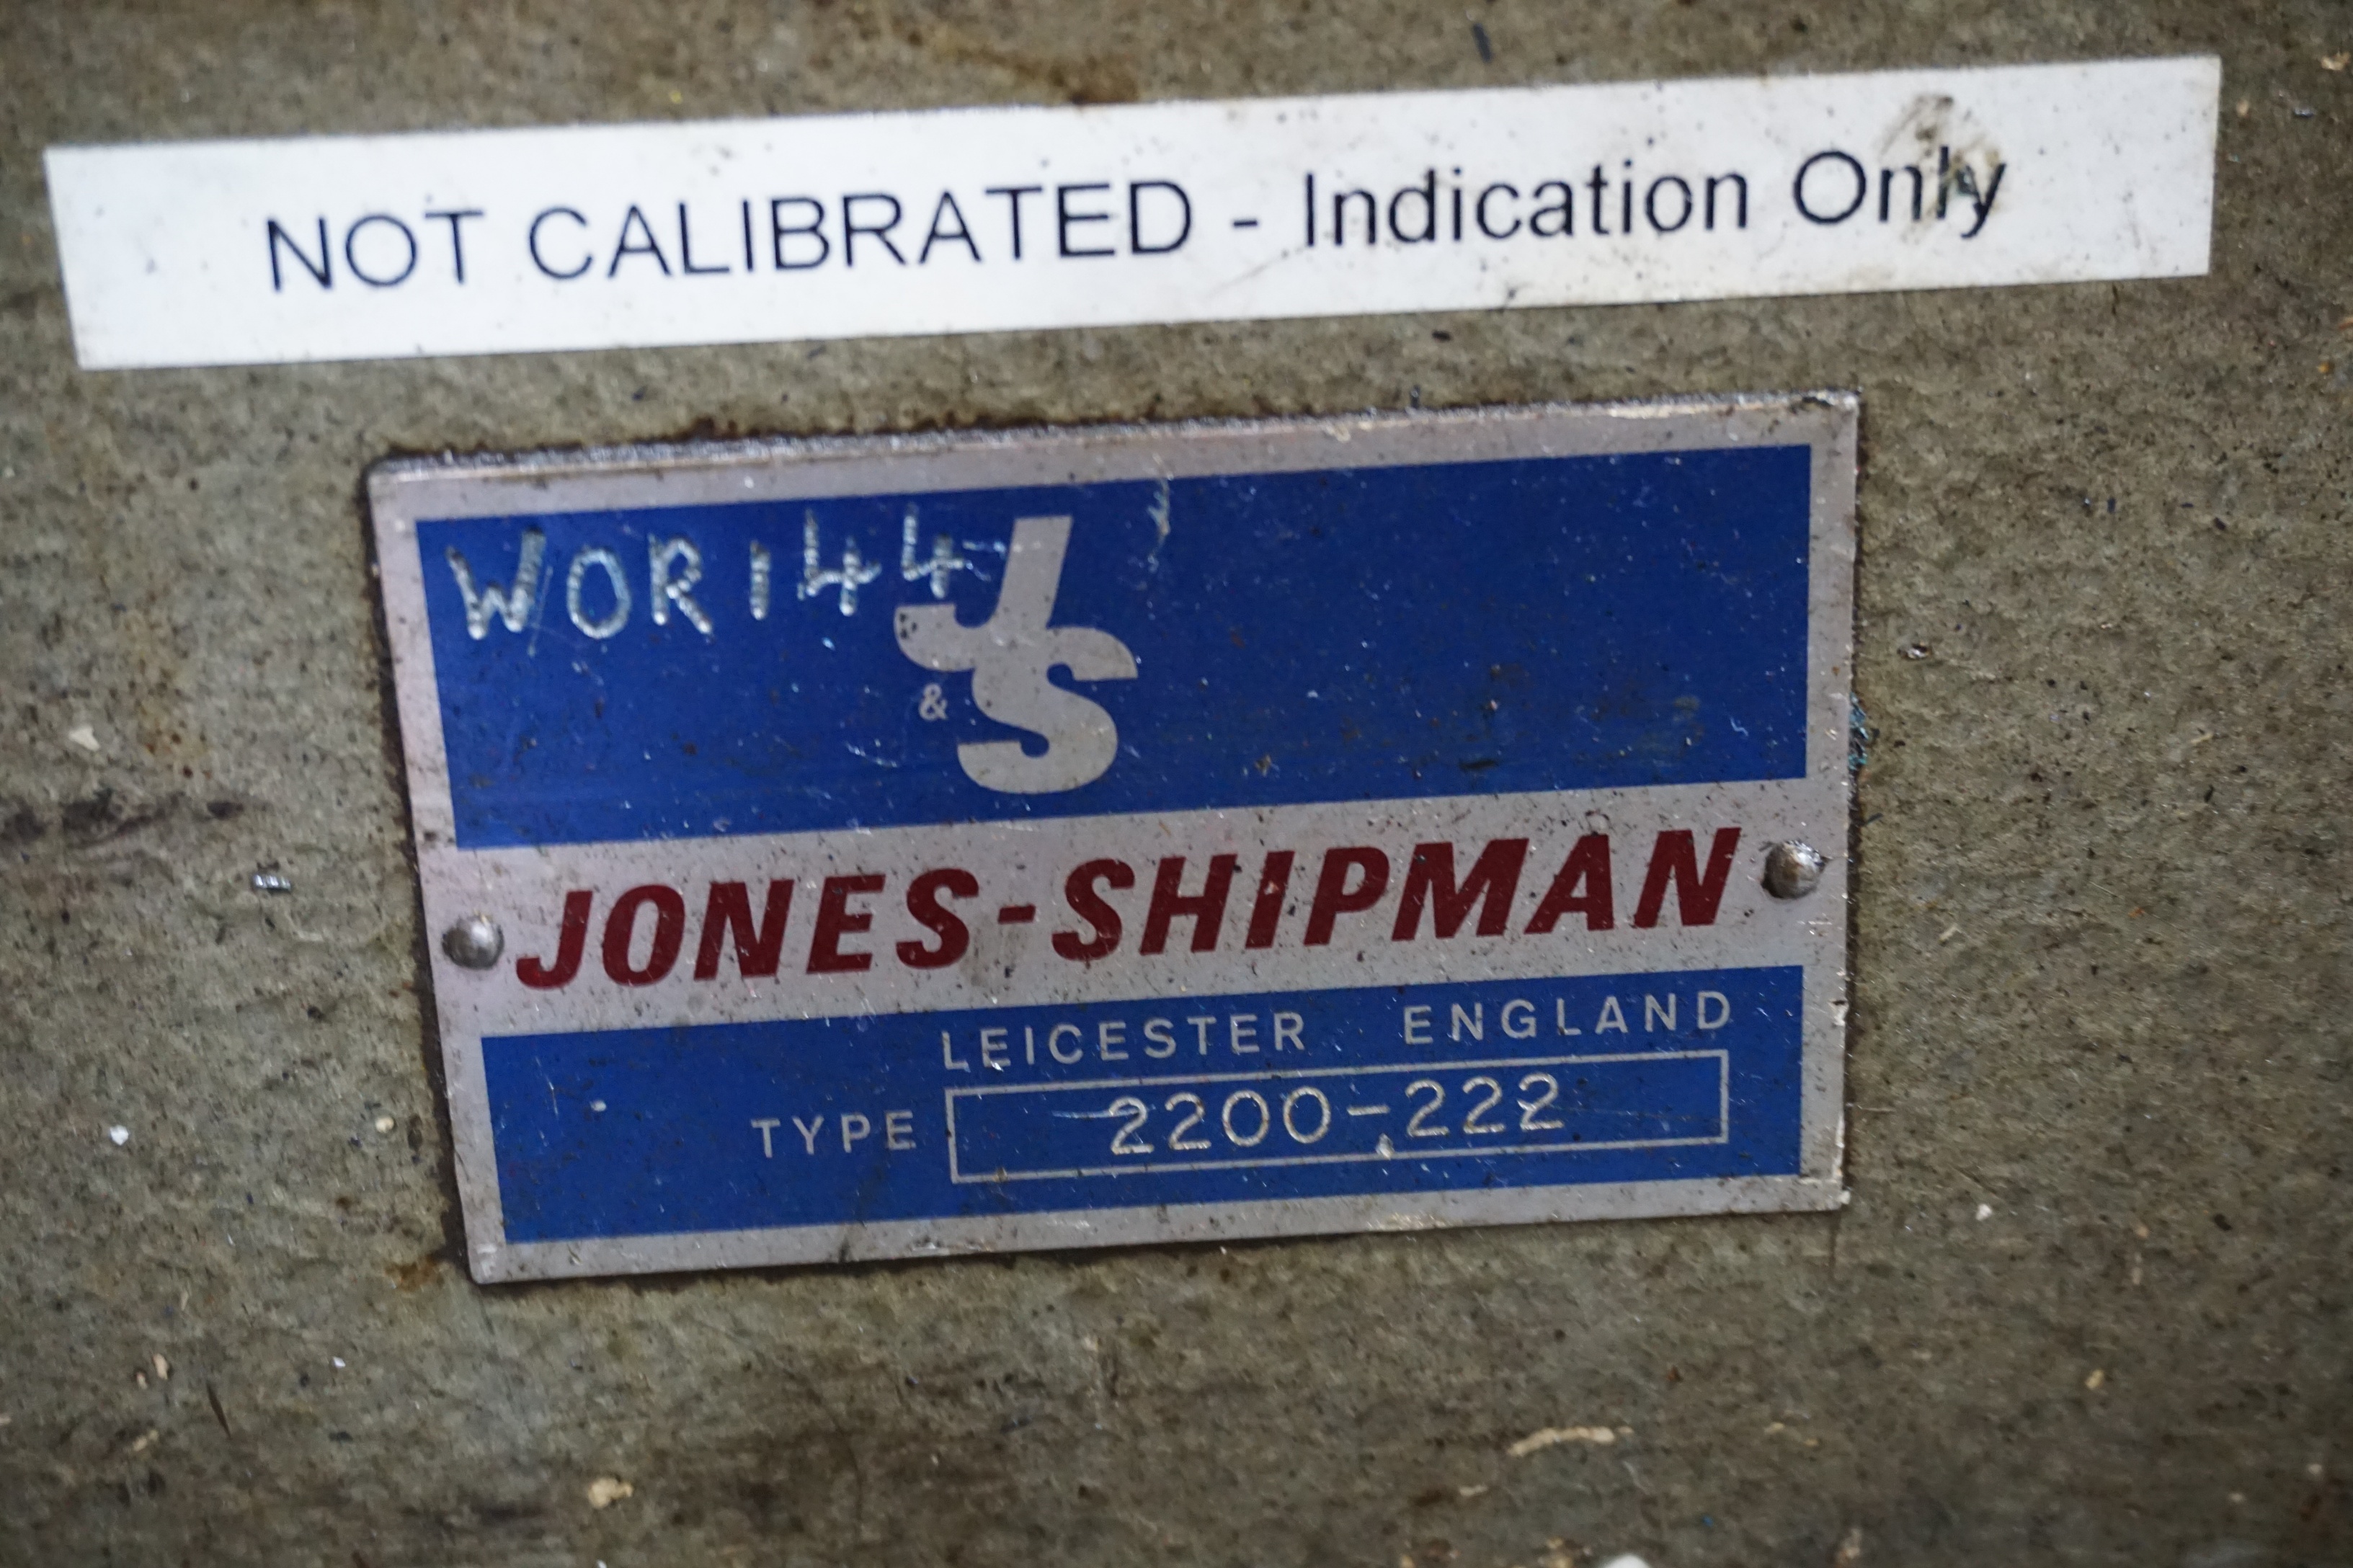 NOT CALIBRATED - Indication Only
WOR144
J
& S
JONES-SHIPMAN
LEICESTER ENGLAND
TYPE 2200-222